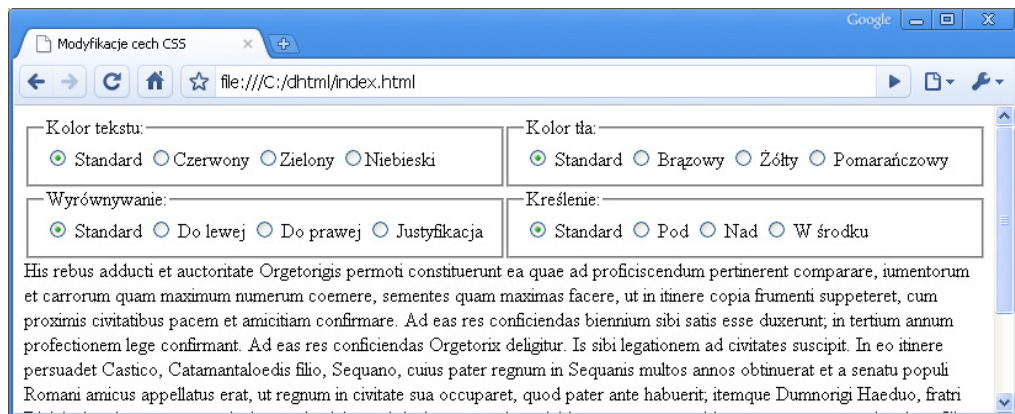 Google
Modyfikacje cech CSS
file:///C:/dhtml/index.html
Kolor tekstu:
Standard Czerwony Zielony Niebieski
Kolor tła:
Standard Brązowy Żółty Pomarańczowy
Wyrównywanie:
Standard Do lewej Do prawej Justyfikacja
Kreślenie:
Standard Pod Nad W środku
His rebus adducti et auctoritate Orgetorigis permoti constituerunt ea quae ad proficiscendum pertinerent comparare, iumentorum
et carrorum quam maximum numerum coemere, sementes quam maximas facere, ut in itinere copia frumenti suppeteret, cum
proximis civitatibus pacem et amicitiam confirmare. Ad eas res conficiendas biennium sibi satis esse duxerunt; in tertium annum
profectionem lege confirmant. Ad eas res conficiendas Orgetorix deligitur. Is sibi legationem ad civitates suscipit. In eo itinere
persuadet Castico, Catamantaloedis filio, Sequano, cuius pater regnum in Sequanis multos annos obtinuerat et a senatu populi
Romani amicus appellatus erat, ut regnum in civitate sua occuparet, quod pater ante habuerit; itemque Dumnorigi Haeduo, fratri